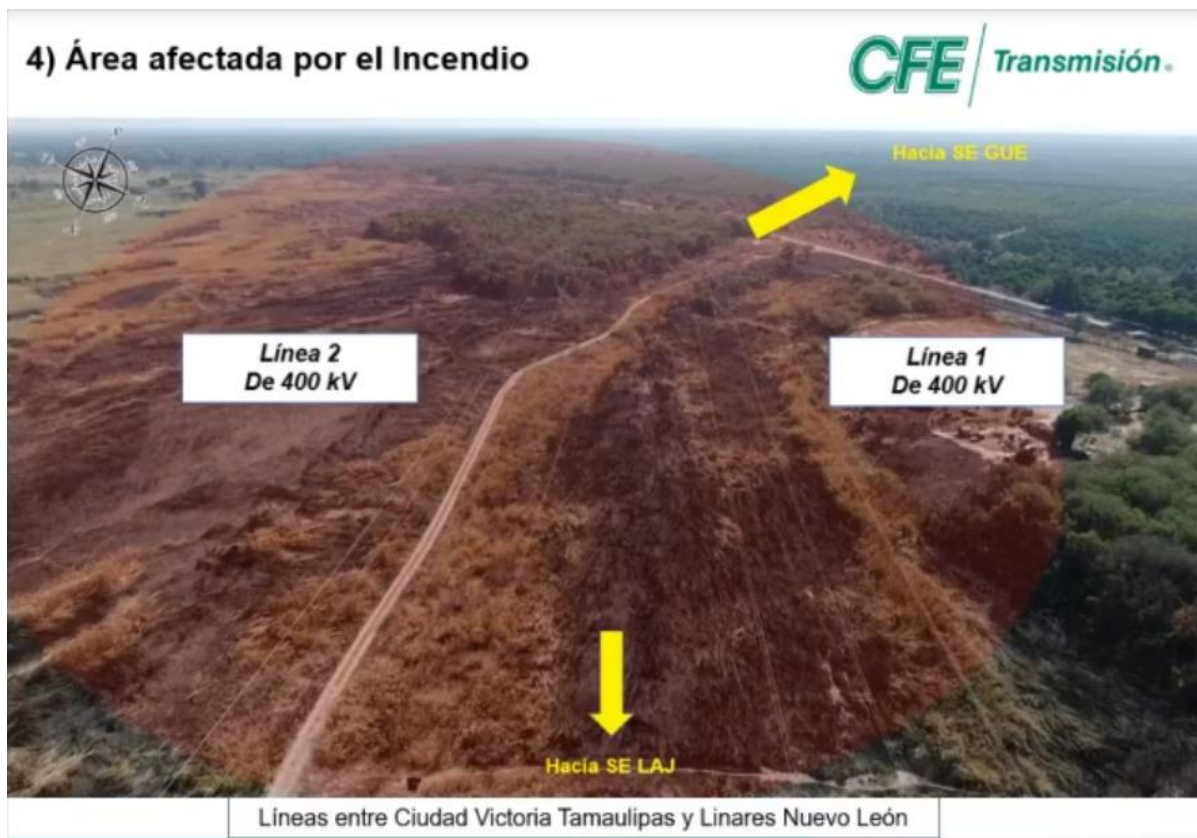 4) Área afectada por el Incendio
CFE Transmisión
Hacia SE GUE
Línea 2
De 400 kV
Línea 1
De 400 kV
Hacia SE LAJ
Líneas entre Ciudad Victoria Tamaulipas y Linares Nuevo León